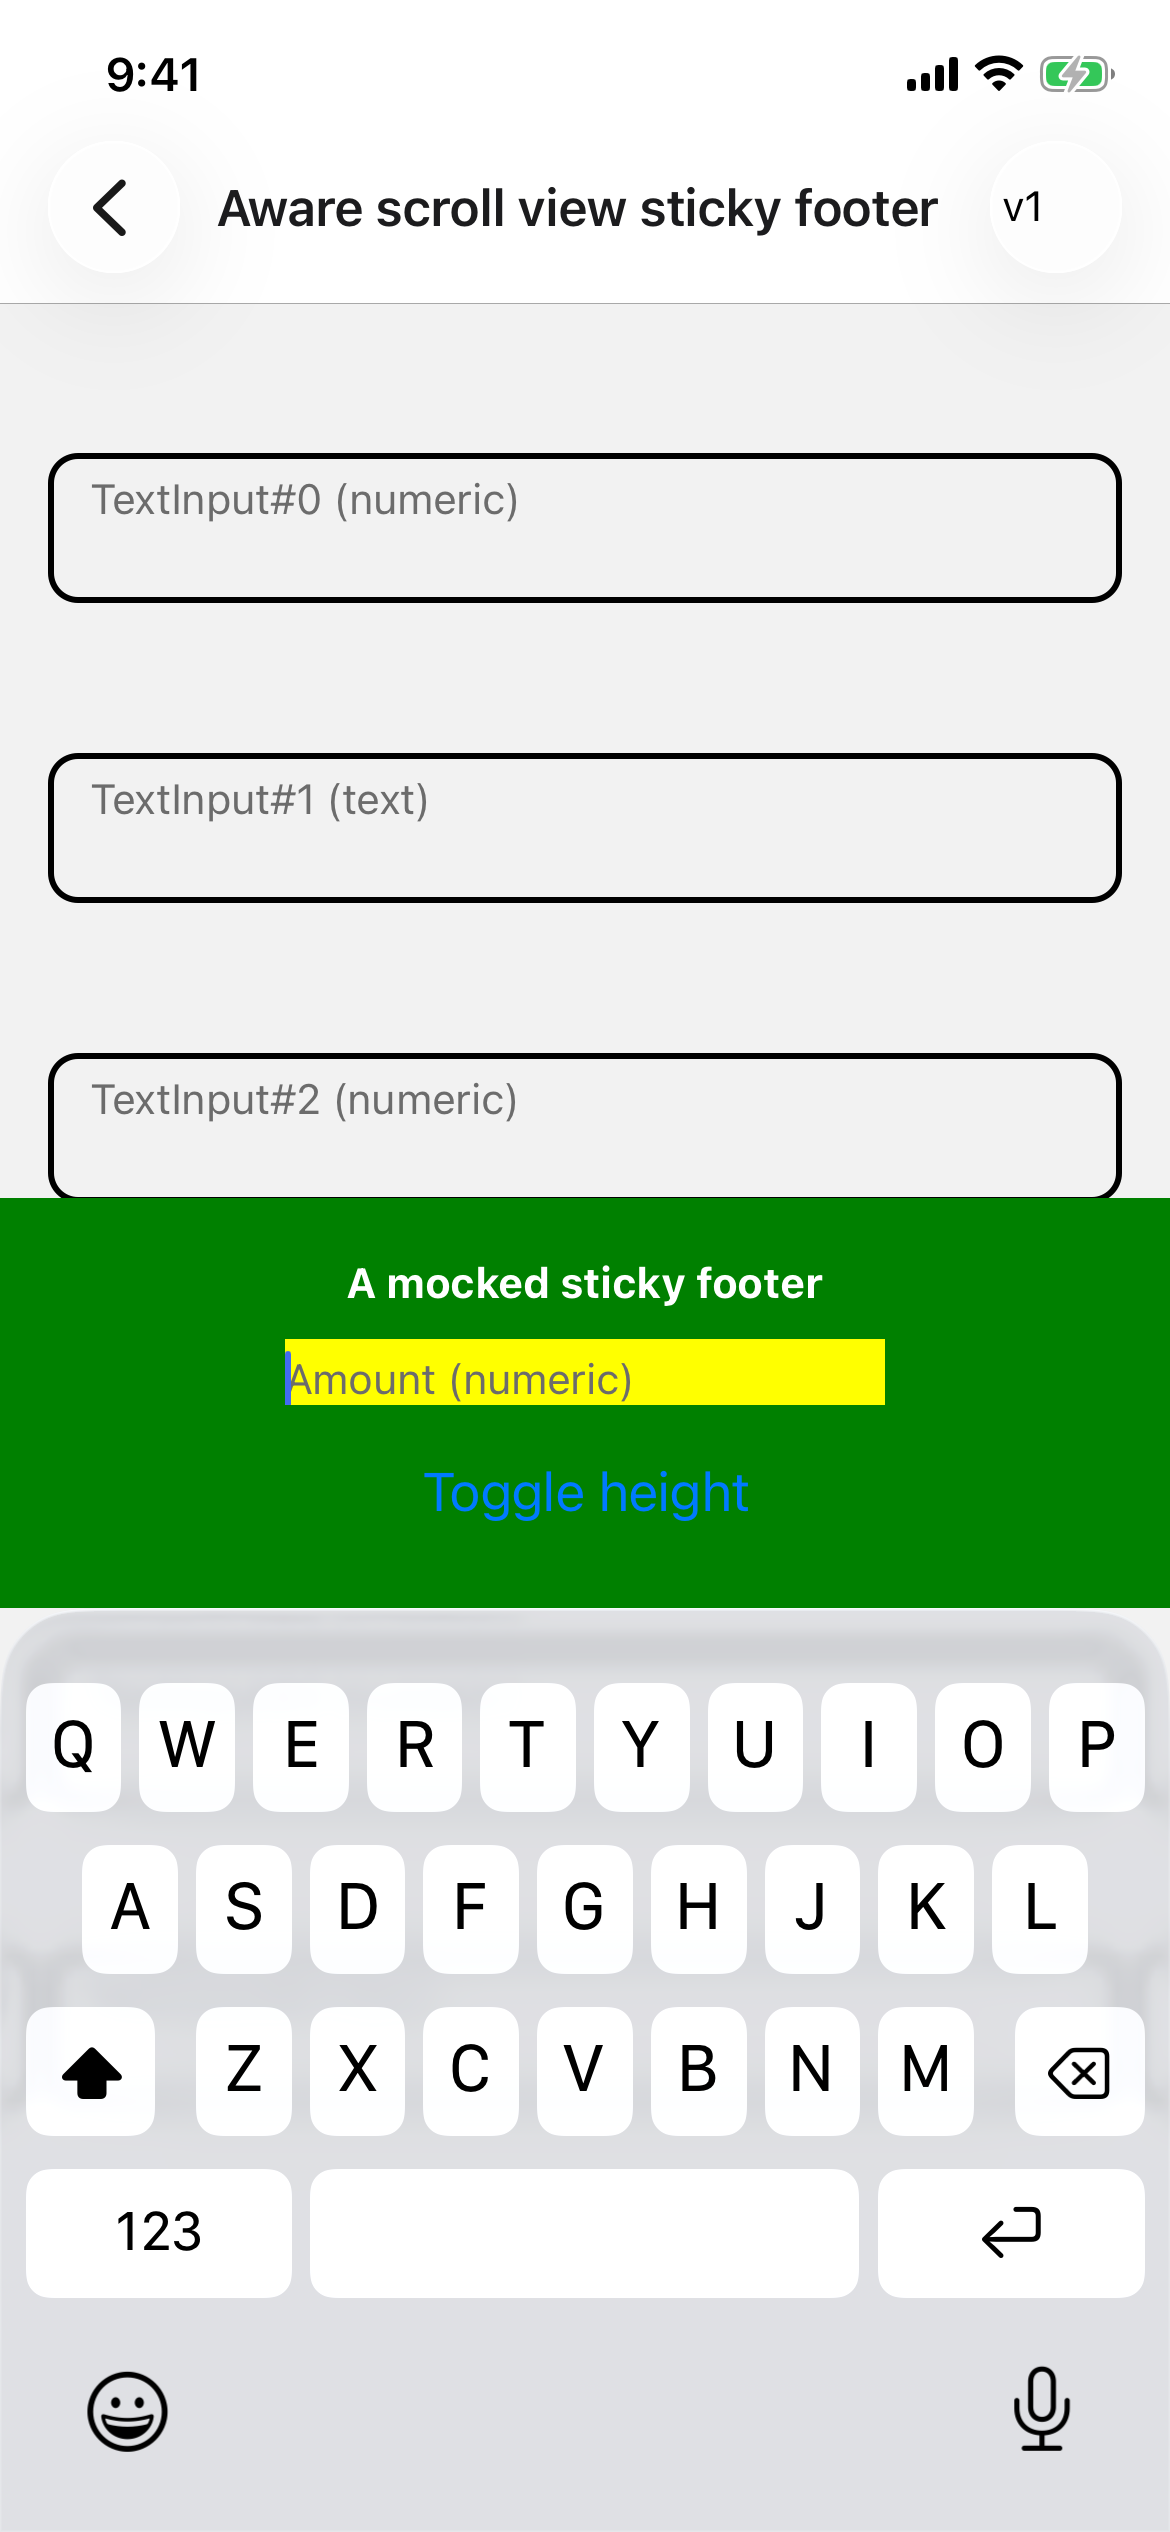 9:41
Aware scroll view sticky footer
v1
TextInput#0 (numeric)
TextInput#1 (text)
TextInput#2 (numeric)
A mocked sticky footer
Amount (numeric)
Toggle height
Q W E R T Y U I O P
A S D F G H J K L
Z X C V B N M
123